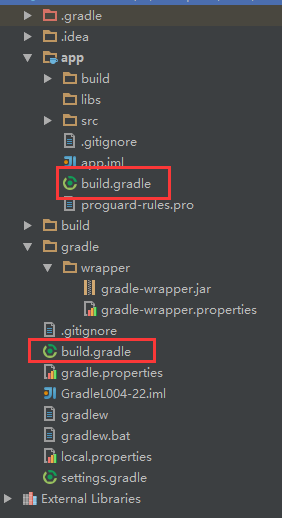 .gradle
.idea
app
build
libs
src
.gitignore
app.iml
build.gradle
proguard-rules.pro
build
gradle
wrapper
gradle-wrapper.jar
gradle-wrapper.properties
.gitignore
build.gradle
gradle.properties
GradleL004-22.iml
gradlew
gradlew.bat
local.properties
settings.gradle
External Libraries